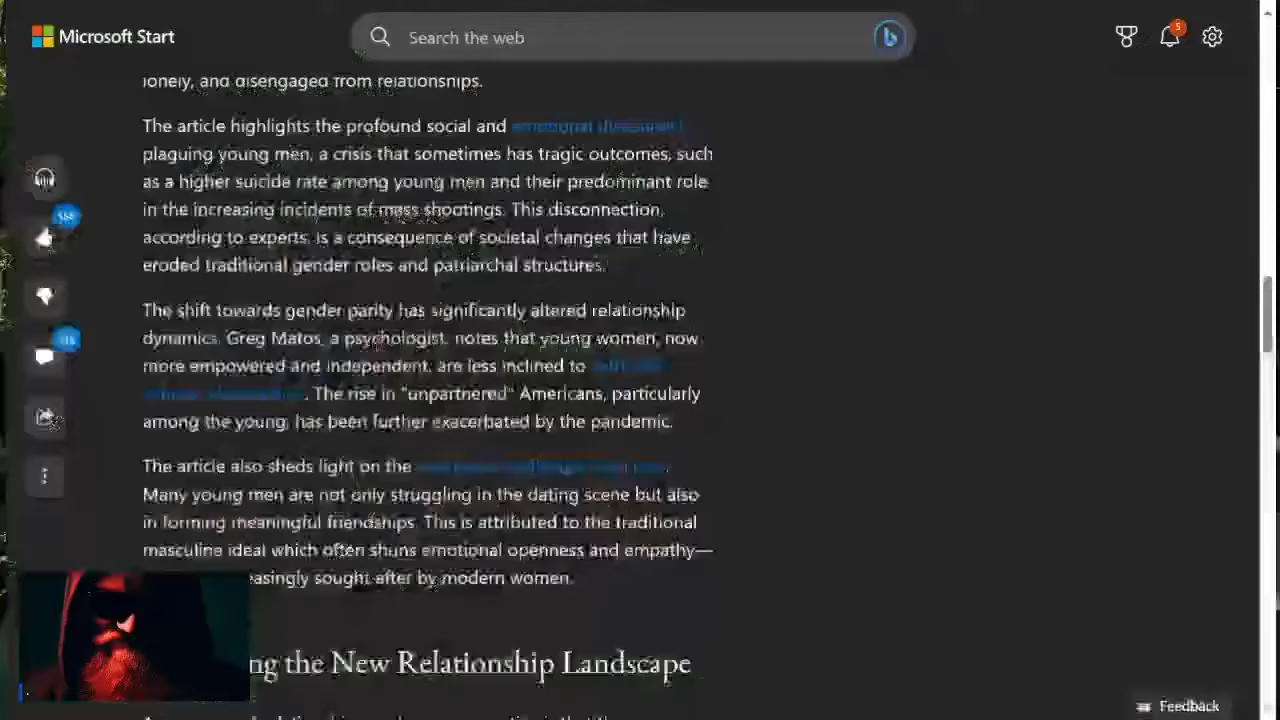 Microsoft Start
Search the web
5
lonely, and disengaged from relationships.
The article highlights the profound social and emotional disconnect
plaguing young men, a crisis that sometimes has tragic outcomes, such
as a higher suicide rate among young men and their predominant role
in the increasing incidents of mass shootings. This disconnection,
according to experts, is a consequence of societal changes that have
eroded traditional gender roles and patriarchal structures.
The shift towards gender parity has significantly altered relationship
dynamics. Greg Matos, a psychologist, notes that young women, now
more empowered and independent, are less inclined to
. The rise in "unpartnered" Americans, particularly
among the young, has been further exacerbated by the pandemic.
The article also sheds light on the
Many young men are not only struggling in the dating scene but also
in forming meaningful friendships. This is attributed to the traditional
masculine ideal which often shuns emotional openness and empathy—
easingly sought after by modern women.
ng the New Relationship Landscape
Feedback